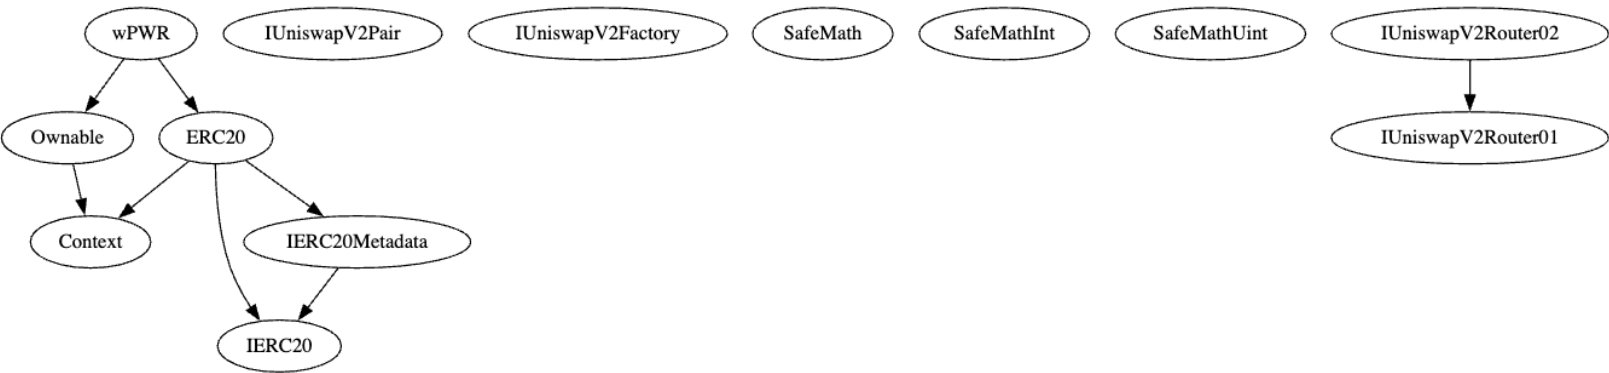 wPWR
IUniswapV2Pair
IUniswapV2Factory
SafeMath
SafeMathInt
SafeMathUint
IUniswapV2Router02
Ownable
ERC20
IUniswapV2Router01
Context
IERC20Metadata
IERC20